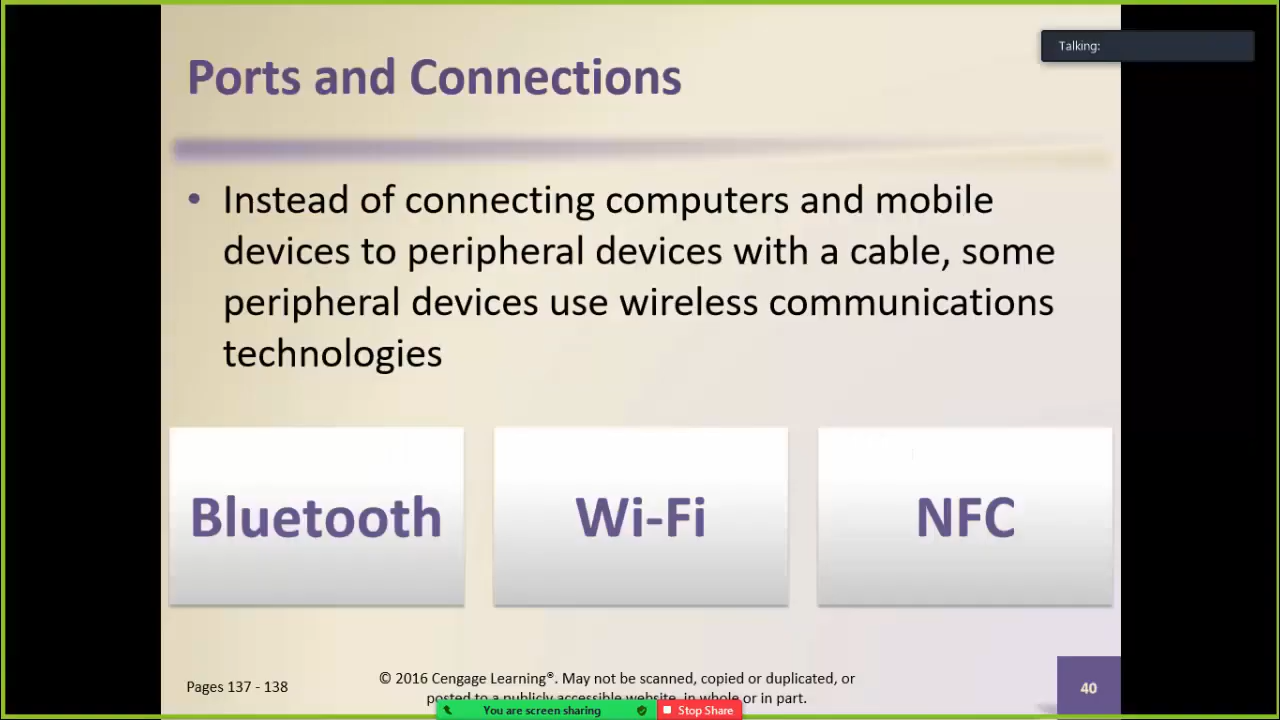 Ports and Connections
Talking:
• Instead of connecting computers and mobile
devices to peripheral devices with a cable, some
peripheral devices use wireless communications
technologies
Bluetooth
Wi-Fi
NFC
Pages 137 - 138
© 2016 Cengage Learning®. May not be scanned, copied or duplicated, or
posted to a publicly accessible website, in whole or in part.
40
You are screen sharing
Stop Share